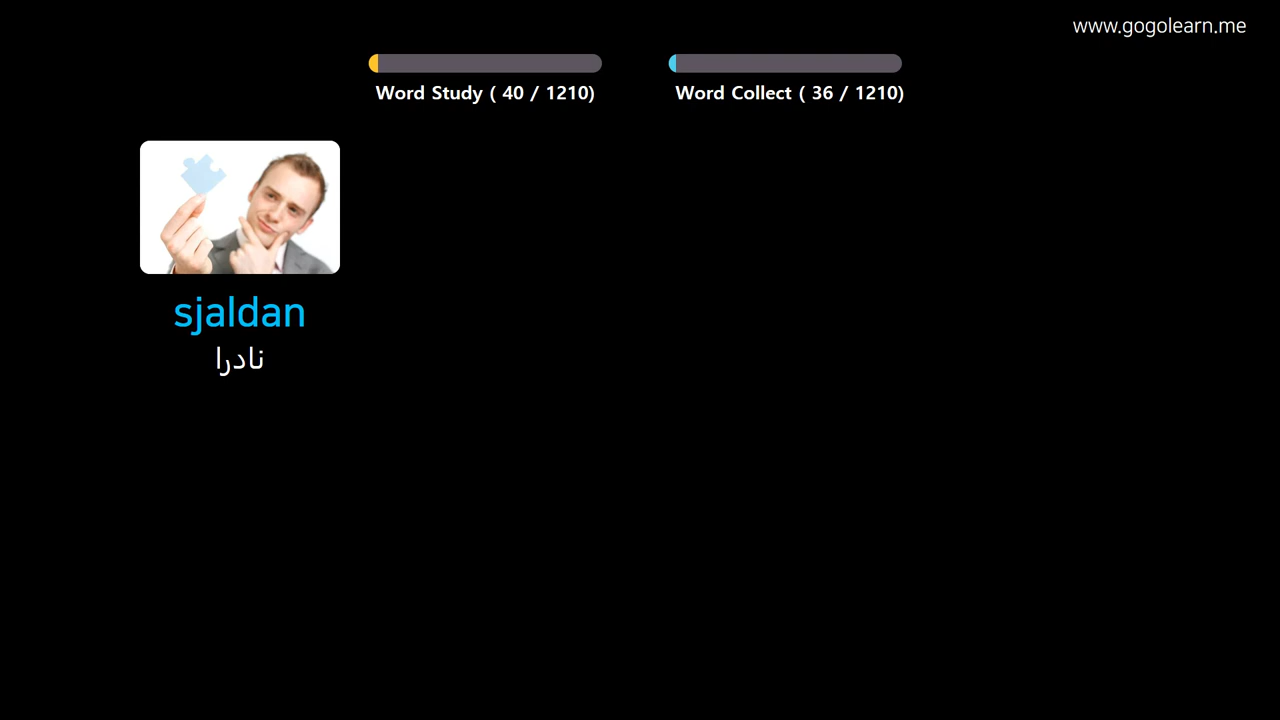 www.gogolearn.me
Word Study ( 40 / 1210)
Word Collect ( 36 / 1210)
sjaldan
نادرا